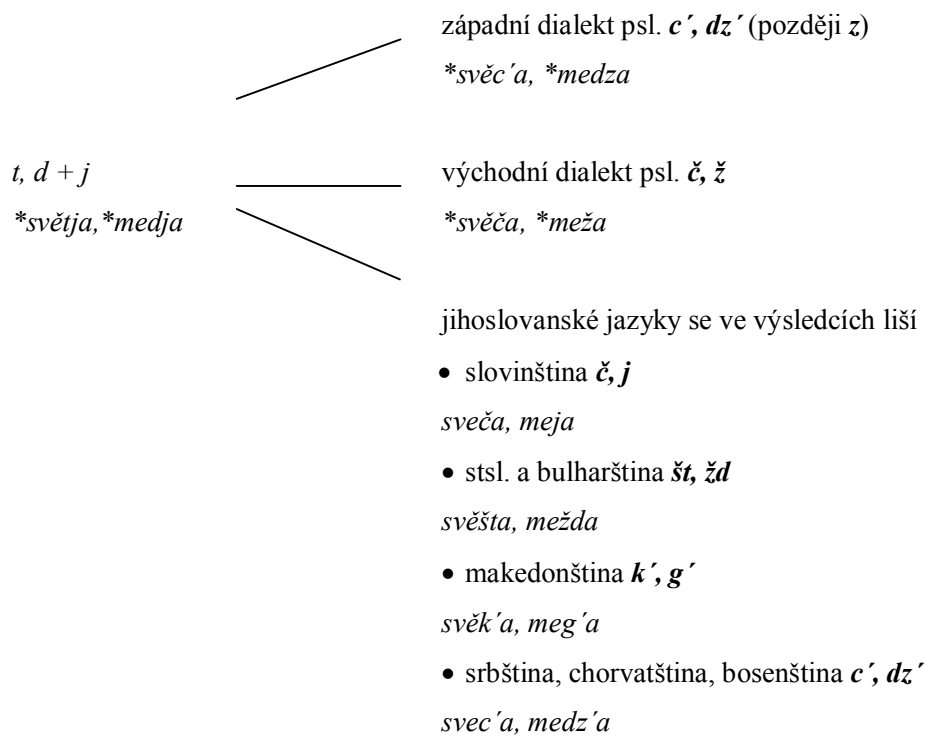 západní dialekt psl. c´, dz´ (později z)
*svěc´a, *medza
t, d + j
*světja,*medja
východní dialekt psl. č, ž
*svěča, *meža
jihoslovanské jazyky se ve výsledcích liší
• slovinština č, j
sveča, meja
• stsl. a bulharština št, žd
svěšta, mežda
• makedonština k´, g´
svěk´a, meg´a
• srbština, chorvatština, bosenština c´, dz´
svec´a, medz´a